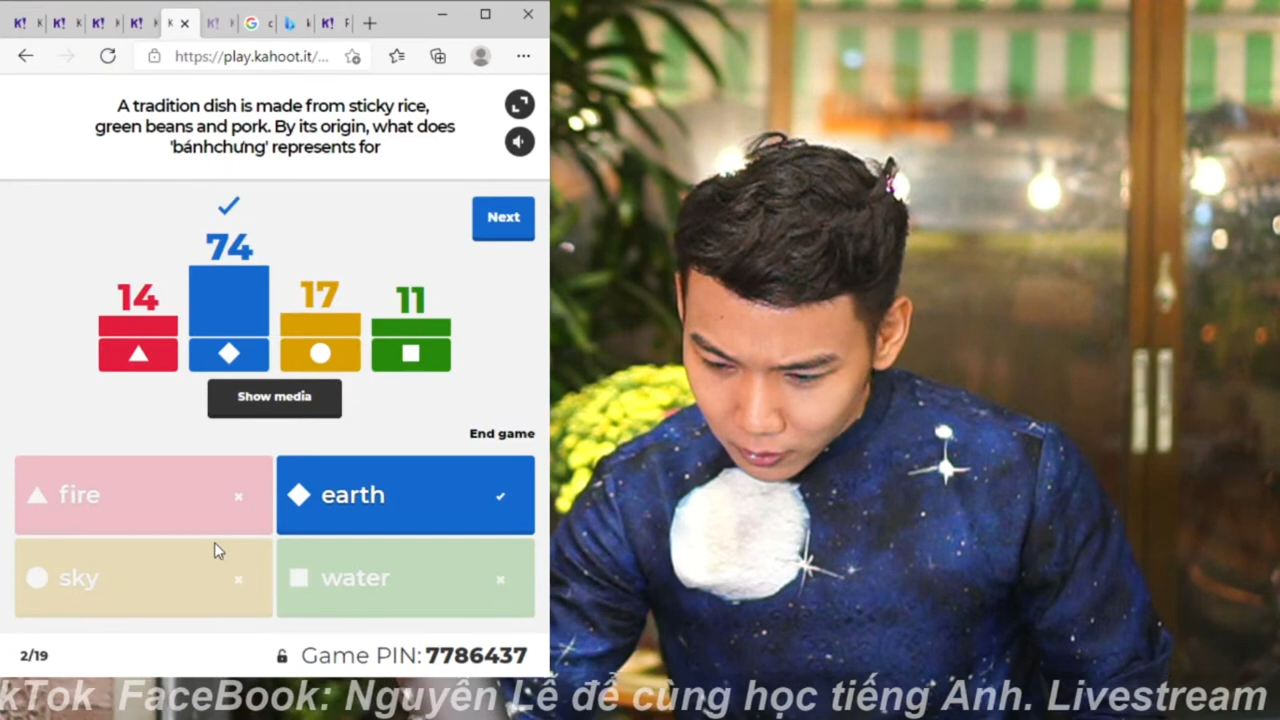 https://play.kahoot.it/...
A tradition dish is made from sticky rice,
green beans and pork. By its origin, what does
'bánhchưng' represents for
Next
74
14
17
11
Show media
End game
fire
earth
sky
water
2/19
Game PIN: 7786437
kTok FaceBook: Nguyên Lễ để cùng học tiếng Anh. Livestream